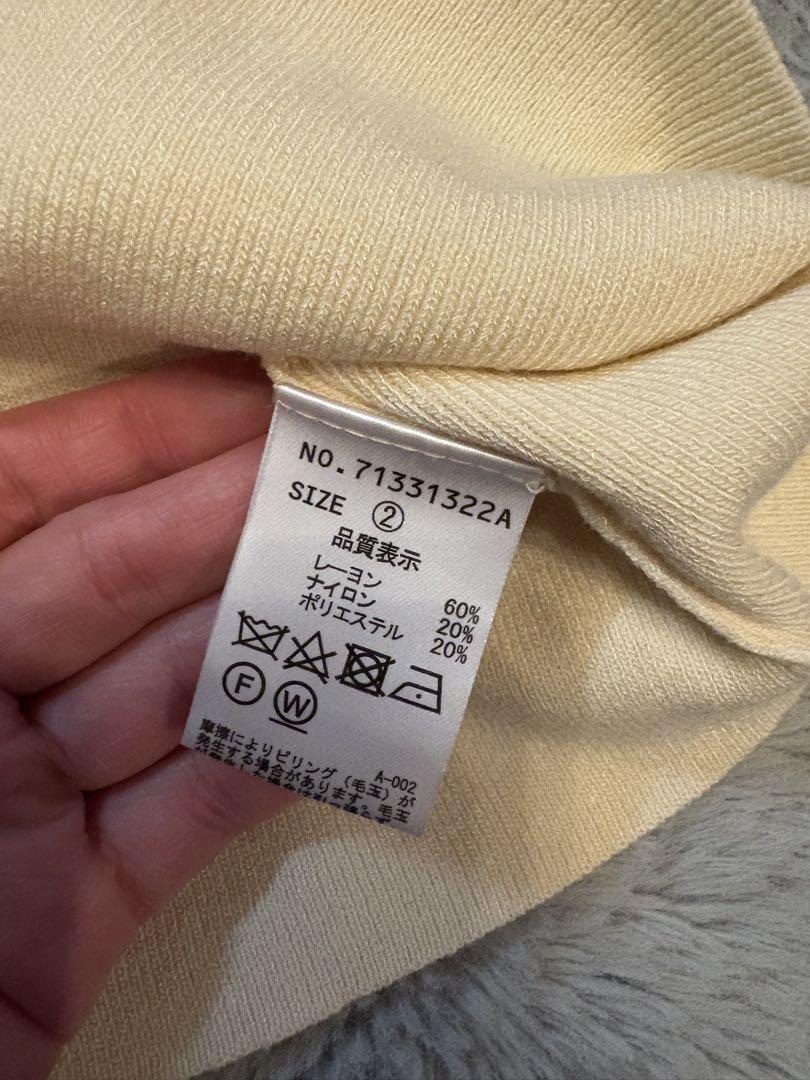 NO.71331322A
SIZE ②
品質表示
レーヨン 60%
ナイロン 20%
ポリエステル 20%
F W
A-002
摩擦によりピリング(毛玉)が
発生する場合があります。毛玉